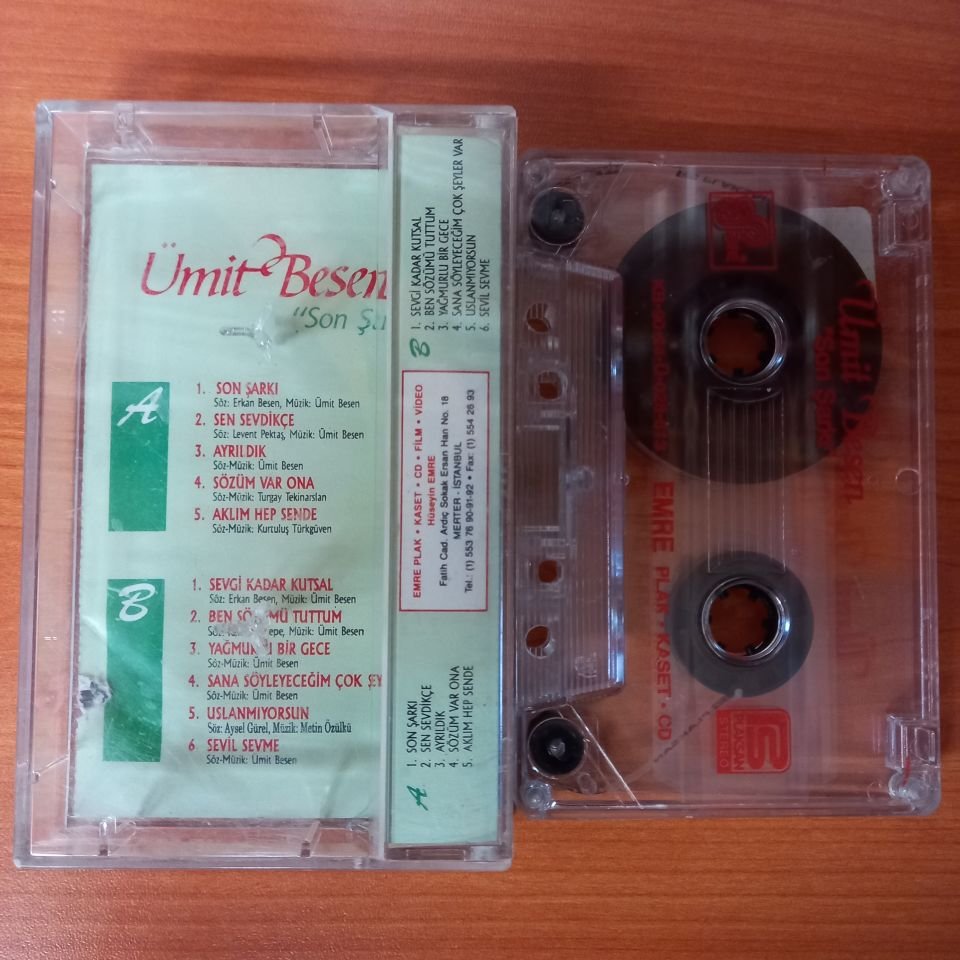 Ümit Besen
"Son Şa
A
1. SON ŞARKI
Söz: Erkan Besen, Müzik: Ümit Besen
2. SEN SEVDİKÇE
Söz: Levent Pektaş, Müzik: Ümit Besen
3. AYRILDIK
Söz-Müzik: Ümit Besen
4. SÖZÜM VAR ONA
Söz-Müzik: Turgay Tekinarslan
5. AKLIM HEP SENDE
Söz-Müzik: Kurtuluş Türkgüven
B
1. SEVGİ KADAR KUTSAL
Söz: Erkan Besen, Müzik: Ümit Besen
2. BEN SÖZÜMÜ TUTTUM
Müzik: Ümit Besen
3. YAĞMURLU BİR GECE
Söz-Müzik: Ümit Besen
4. SANA SÖYLEYECEĞİM ÇOK ŞEY
Söz-Müzik: Ümit Besen
5. USLANMIYORSUN
Söz: Aysel Gürel, Müzik: Metin Özülkü
6 SEVİL SEVME
Söz-Müzik: Ümit Besen
B
1. SEVGİ KADAR KUTSAL
2. BEN SÖZÜMÜ TUTTUM
3. YAĞMURLU BİR GECE
4. SANA SÖYLEYECEĞİM ÇOK ŞEYLER VAR
5. USLANMIYORSUN
6. SEVİL SEVME
EMRE PLAK • KASET • CD • FİLM • VİDEO
Hüseyin EMRE
Fatih Cad. Ardıç Sokak Ersan Han No. 18
MERTER - İSTANBUL
Tel.: (1) 553 76 90-91-92 • Fax: (1) 554 26 93
A
1. SON ŞARKI
2. SEN SEVDİKÇE
3. AYRILDIK
4. SÖZÜM VAR ONA
5. AKLIM HEP SENDE
Ümit Besen
"Son Şarkı"
EMRE PLAK • KASET • CD
RAKSAN
STEREO